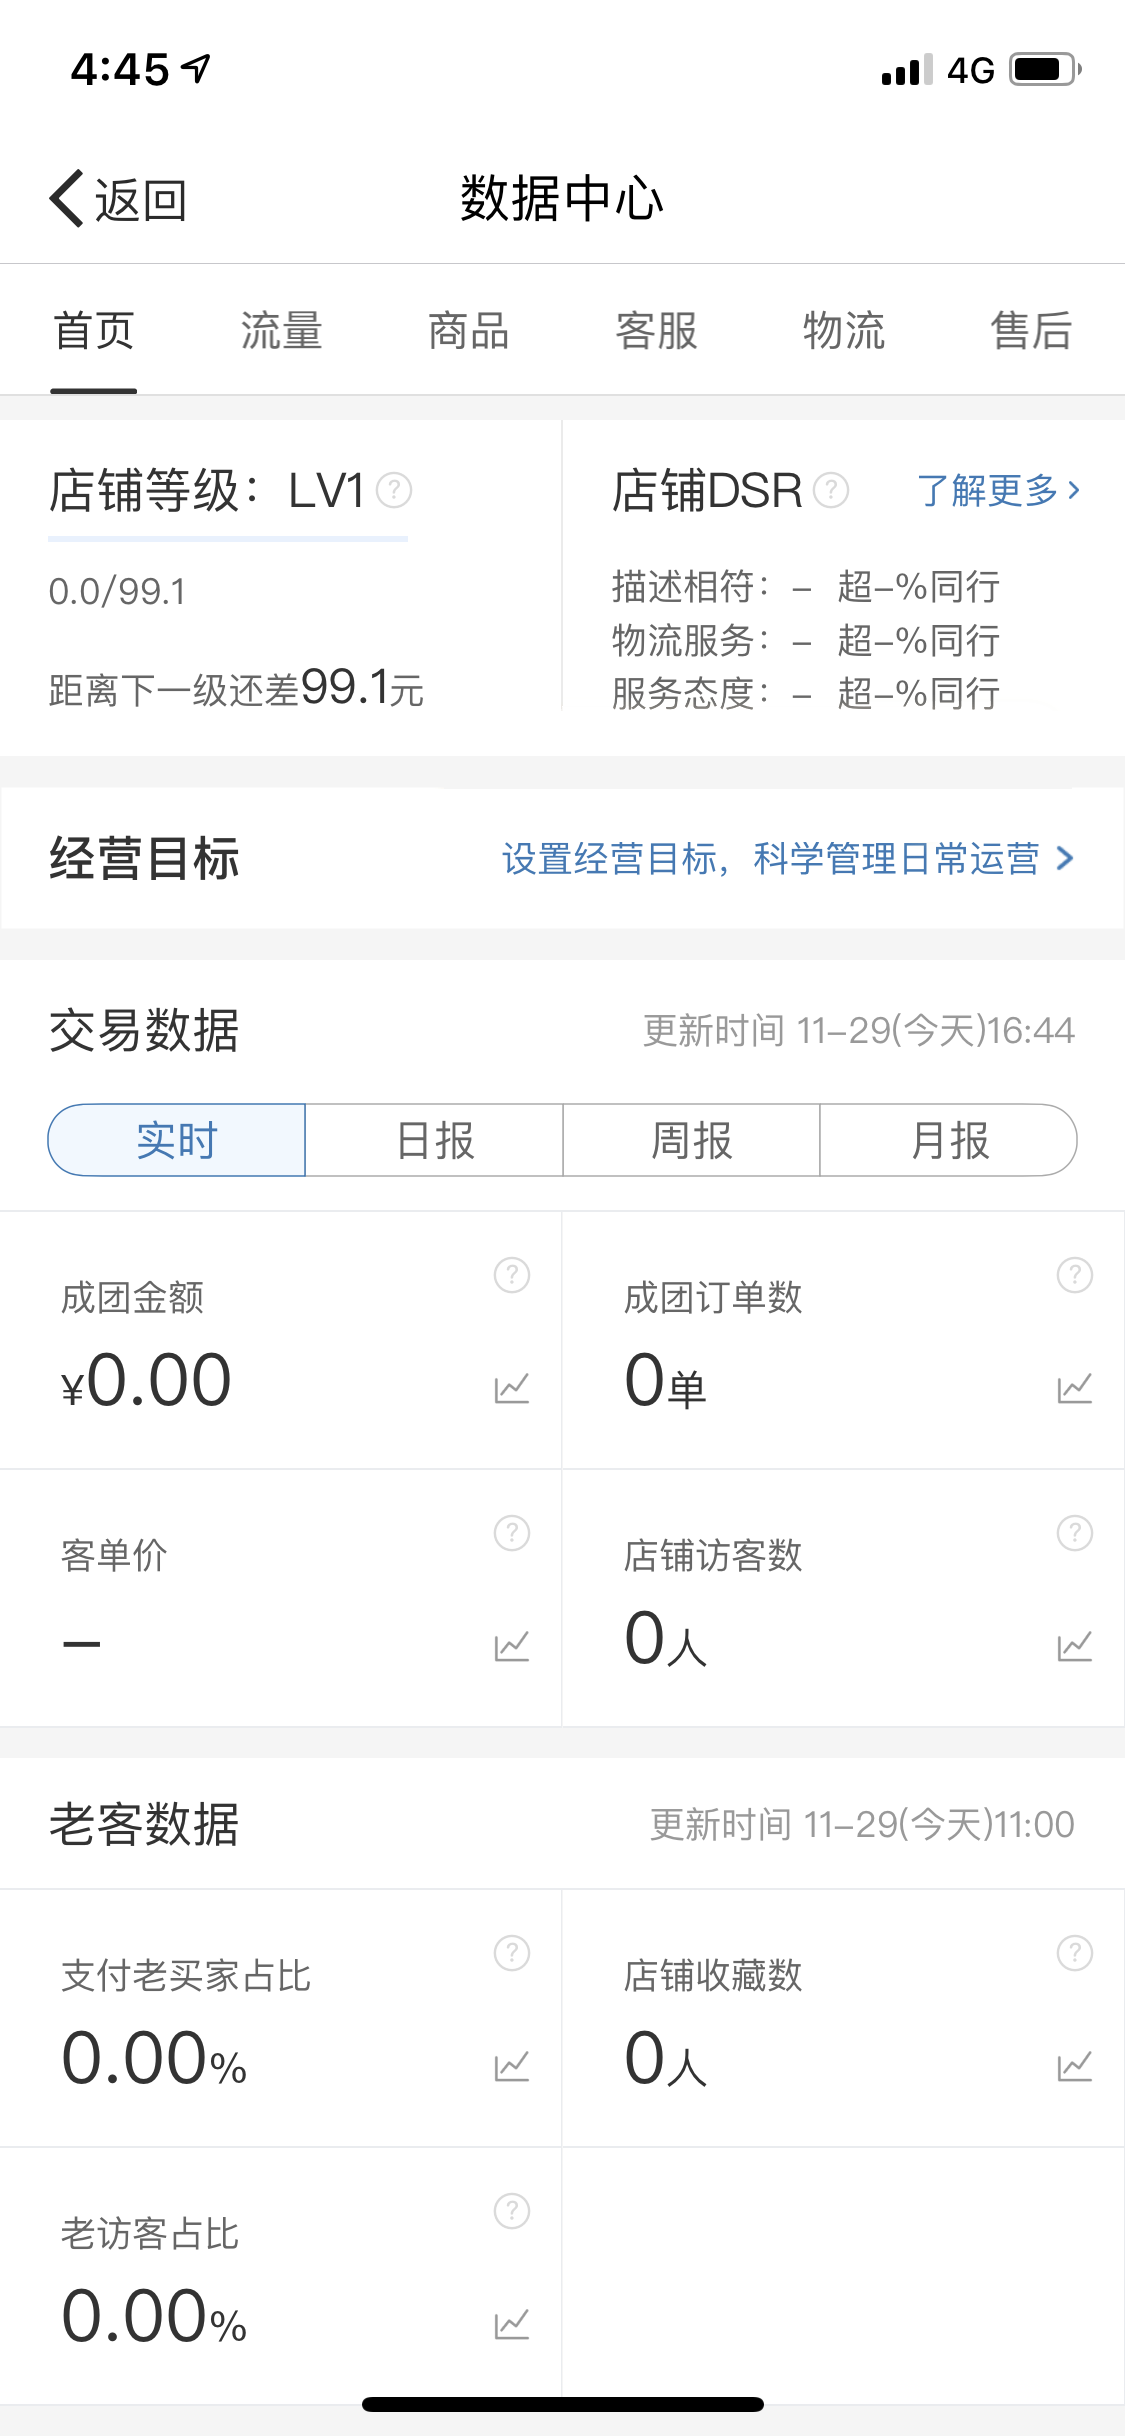 4:45 4G
返回 数据中心
首页 流量 商品 客服 物流 售后
店铺等级：LV1 ?
0.0/99.1
距离下一级还差99.1元
店铺DSR ? 了解更多 >
描述相符：– 超–%同行
物流服务：– 超–%同行
服务态度：– 超–%同行
经营目标 设置经营目标，科学管理日常运营 >
交易数据 更新时间 11–29(今天)16:44
实时 日报 周报 月报
成团金额 ?
¥0.00
成团订单数 ?
0单
客单价 ?
–
店铺访客数 ?
0人
老客数据 更新时间 11–29(今天)11:00
支付老买家占比 ?
0.00%
店铺收藏数 ?
0人
老访客占比 ?
0.00%